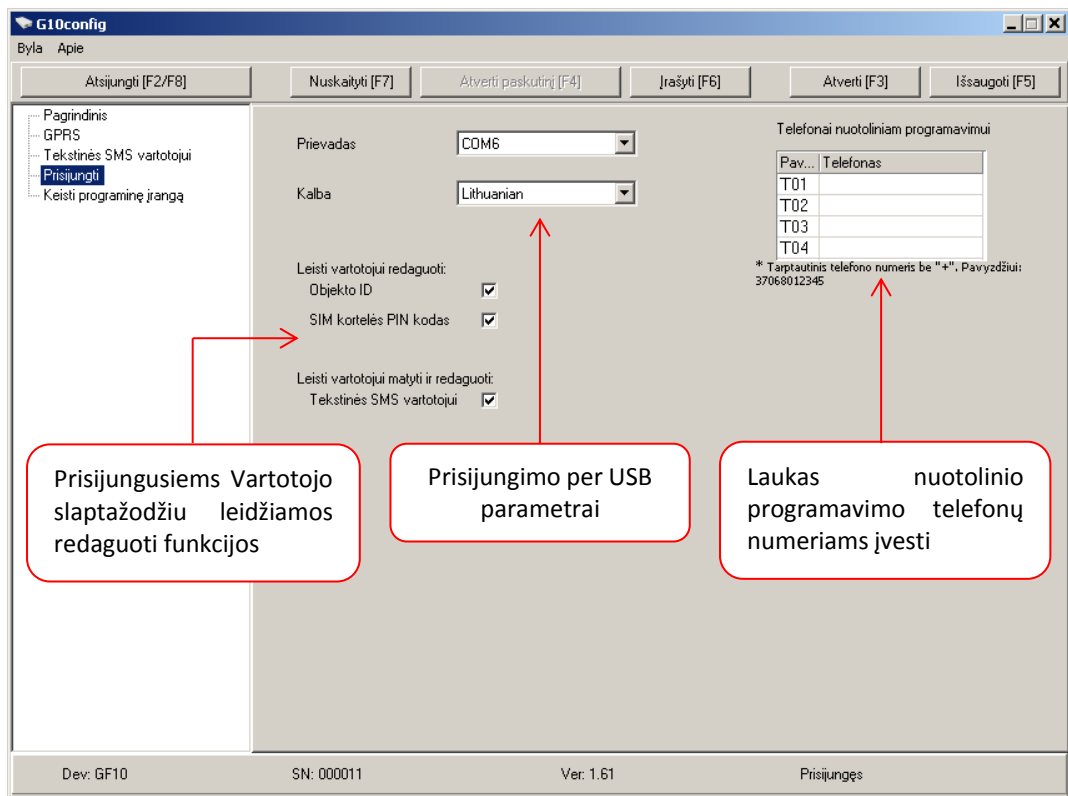 G10config
Byla Apie
Atsijungti [F2/F8] Nuskaityti [F7] Atverti paskutinį [F4] Įrašyti [F6] Atverti [F3] Išsaugoti [F5]
Pagrindinis
GPRS
Tekstinės SMS vartotojui
Prisijungti
Keisti programinę įrangą
Prievadas COM6
Kalba Lithuanian
Leisti vartotojui redaguoti:
Objekto ID
SIM kortelės PIN kodas
Leisti vartotojui matyti ir redaguoti:
Tekstinės SMS vartotojui
Telefonai nuotoliniam programavimui
Pav... Telefonas
T01
T02
T03
T04
* Tarptautinis telefono numeris be "+". Pavyzdžiui:
37068012345
Prisijungusiems Vartotojo
slaptažodžiu leidžiamos
redaguoti funkcijos
Prisijungimo per USB
parametrai
Laukas nuotolinio
programavimo telefonų
numeriams įvesti
Dev: GF10 SN: 000011 Ver: 1.61 Prisijungęs